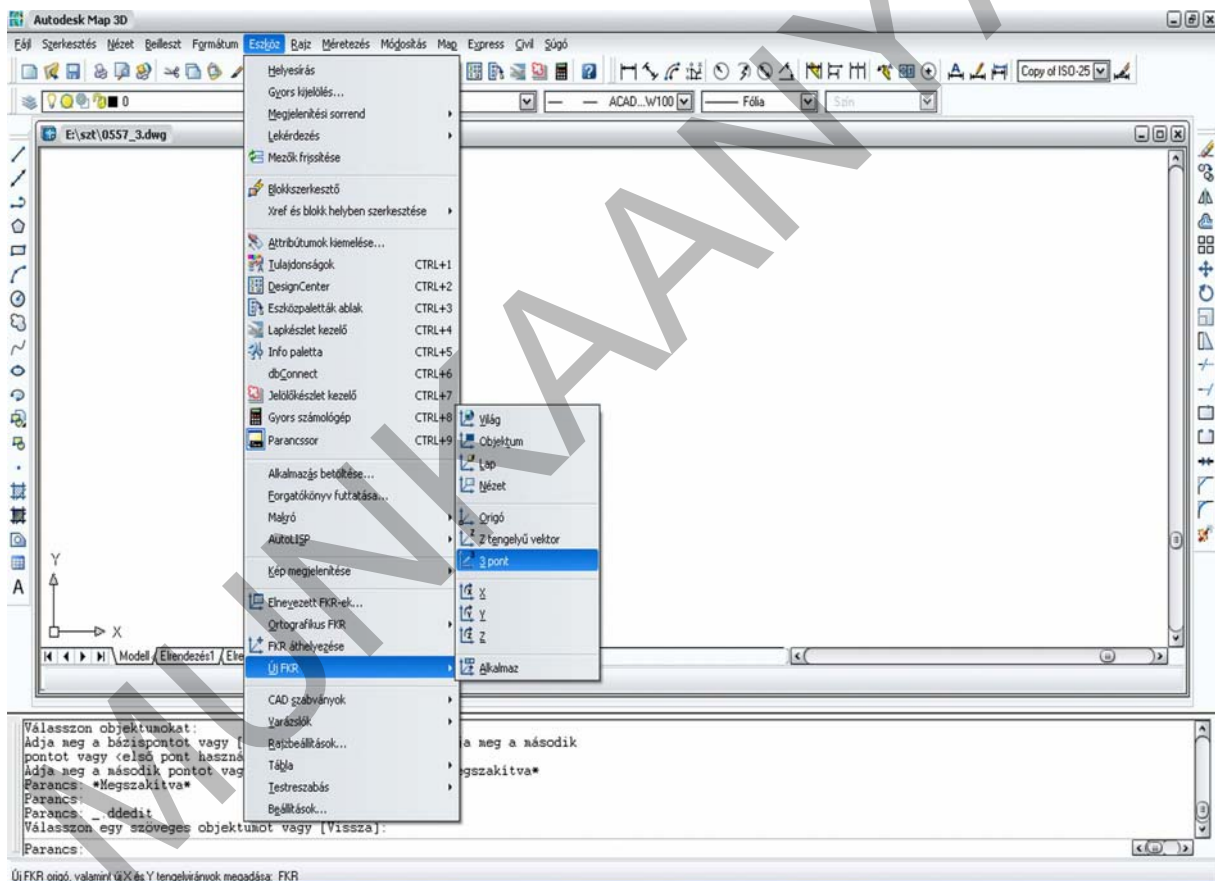 Autodesk Map 3D
Fájl Szerkesztés Nézet Beilleszt Formátum Eszköz Rajz Méretezés Módosítás Map Express Civil Súgó
Copy of ISO-25
0
ACAD...W100
Fólia
Szín
E:\szt\0557_3.dwg
Helyesírás
Gyors kijelölés...
Megjelenítési sorrend
Lekérdezés
Mezők frissítése
Blokkszerkesztő
Xref és blokk helyben szerkesztése
Attribútumok kiemelése...
Tulajdonságok CTRL+1
DesignCenter CTRL+2
Eszközpaletták ablak CTRL+3
Lapkészlet kezelő CTRL+4
Info paletta CTRL+5
dbConnect CTRL+6
Jelölőkészlet kezelő CTRL+7
Gyors számológép CTRL+8
Parancssor CTRL+9
Alkalmazás betöltése...
Forgatókönyv futtatása...
Makró
AutoLISP
Kép megjelenítése
Elnevezett FKR-ek...
Ortografikus FKR
FKR áthelyezése
Új FKR
CAD szabványok
Varázslók
Rajzbeállítások...
Tábla
Testreszabás
Beállítások...
Világ
Objektum
Lap
Nézet
Origó
Z tengelyű vektor
3 pont
X
Y
Z
Alkalmaz
A
Y
X
Modell Elrendezés1
Válasszon objektumokat:
Adja meg a bázispontot vagy [ ja meg a második
pontot vagy <első pont haszná
Adja meg a második pontot vag egszakítva*
Parancs: *Megszakítva*
Parancs:
Parancs: _.ddedit
Válasszon egy szöveges objektumot vagy [Vissza]:
Parancs:
Új FKR origó, valamint új X és Y tengelyirányok megadása: FKR
MUNKAANYA